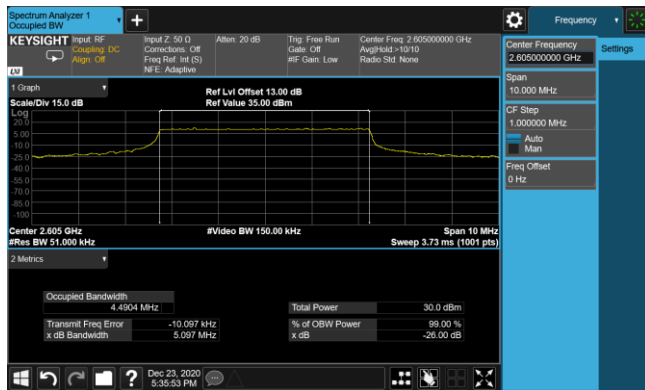 Spectrum Analyzer 1
Occupied BW
Frequency
KEYSIGHT
Input: RF
Coupling: DC
Align: Off
Input Z: 50 Ω
Corrections: Off
Freq Ref: Int (S)
NFE: Adaptive
Atten: 20 dB
Trig: Free Run
Gate: Off
#IF Gain: Low
Center Freq: 2.605000000 GHz
Avg|Hold:>10/10
Radio Std: None
LXI
Center Frequency
2.605000000 GHz
Settings
Span
10.000 MHz
CF Step
1.000000 MHz
Auto
Man
Freq Offset
0 Hz
1 Graph
Scale/Div 15.0 dB
Ref Lvl Offset 13.00 dB
Ref Value 35.00 dBm
Log
20.0
5.00
-10.0
-25.0
-40.0
-55.0
-70.0
-85.0
-100
Center 2.605 GHz
#Video BW 150.00 kHz
Span 10 MHz
#Res BW 51.000 kHz
Sweep 3.73 ms (1001 pts)
2 Metrics
Occupied Bandwidth
4.4904 MHz
Total Power 30.0 dBm
Transmit Freq Error -10.097 kHz
% of OBW Power 99.00 %
x dB Bandwidth 5.097 MHz
x dB -26.00 dB
?
Dec 23, 2020
5:35:53 PM